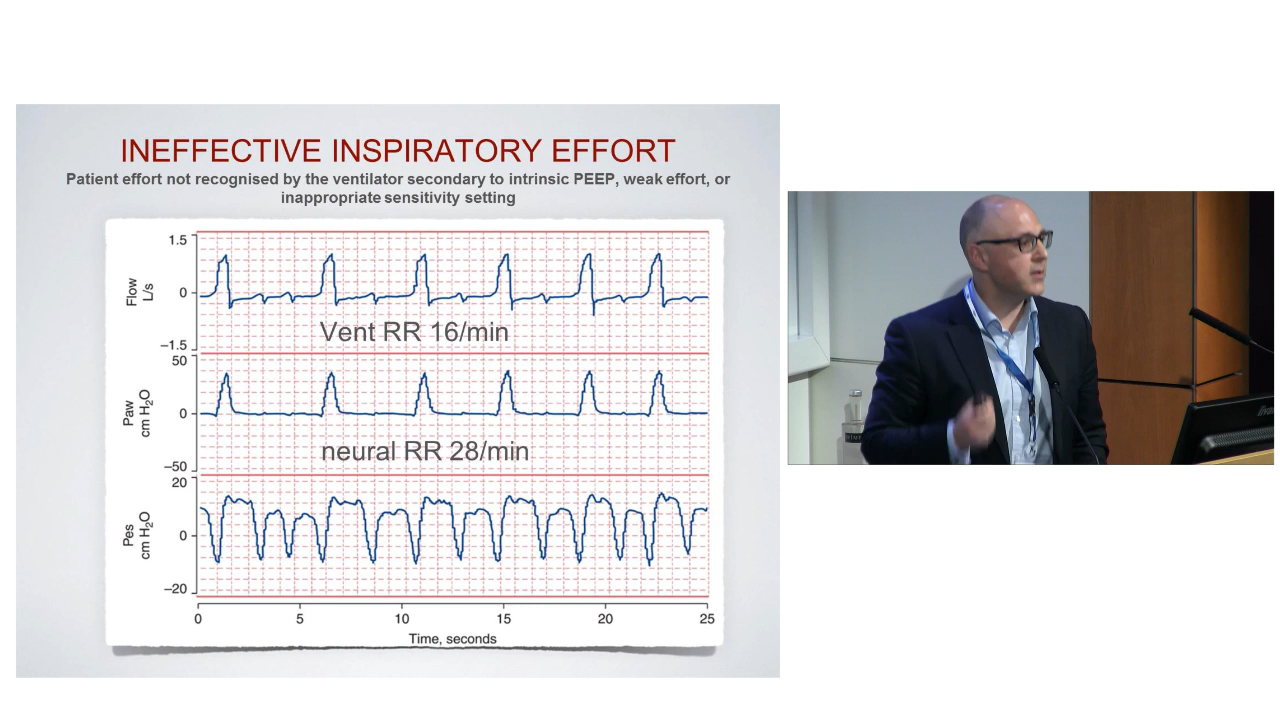 INEFFECTIVE INSPIRATORY EFFORT
Patient effort not recognised by the ventilator secondary to intrinsic PEEP, weak effort, or
inappropriate sensitivity setting
1.5
0
−1.5
Flow
L/s
Vent RR 16/min
50
0
−50
Paw
cm H₂O
neural RR 28/min
20
0
−20
Pes
cm H₂O
0 5 10 15 20 25
Time, seconds